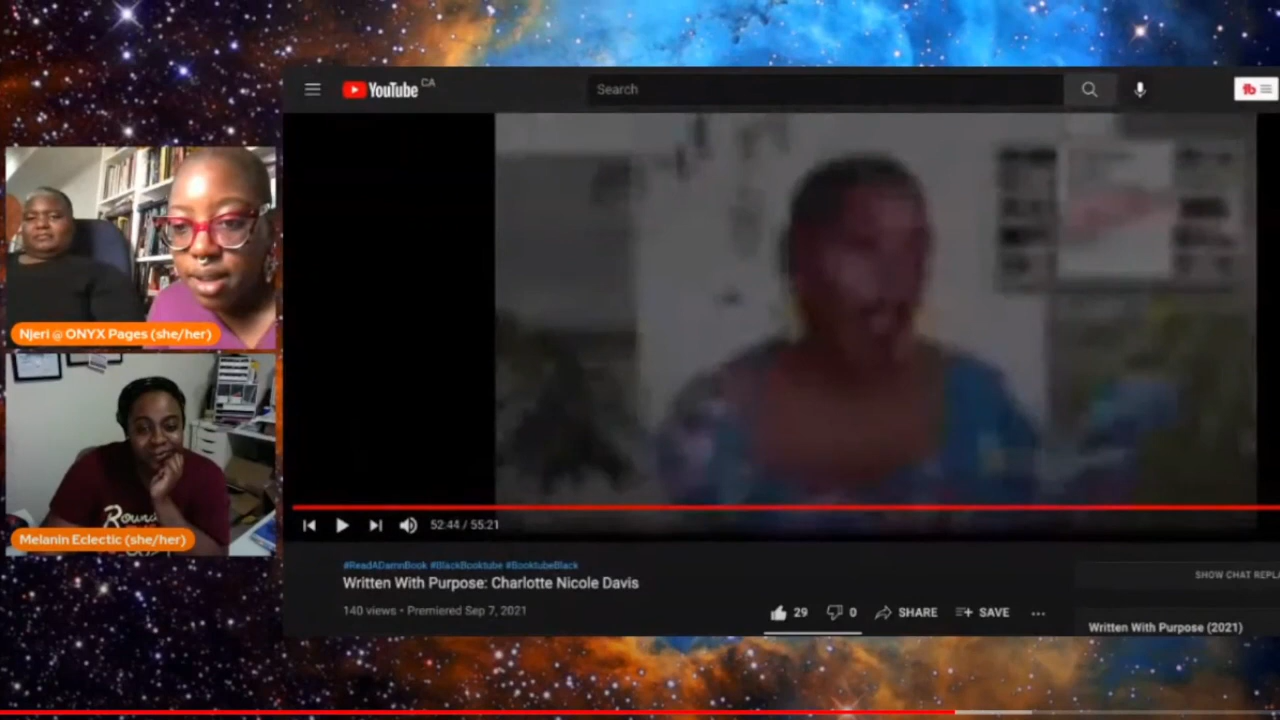 YouTube CA
Search
Njeri @ ONYX Pages (she/her)
Round
Melanin Eclectic (she/her)
52:44 / 55:21
#ReadADamnBook #BlackBooktube #BooktubeBlack
Written With Purpose: Charlotte Nicole Davis
SHOW CHAT REPLA
140 views • Premiered Sep 7, 2021
29
0
SHARE
SAVE
Written With Purpose (2021)